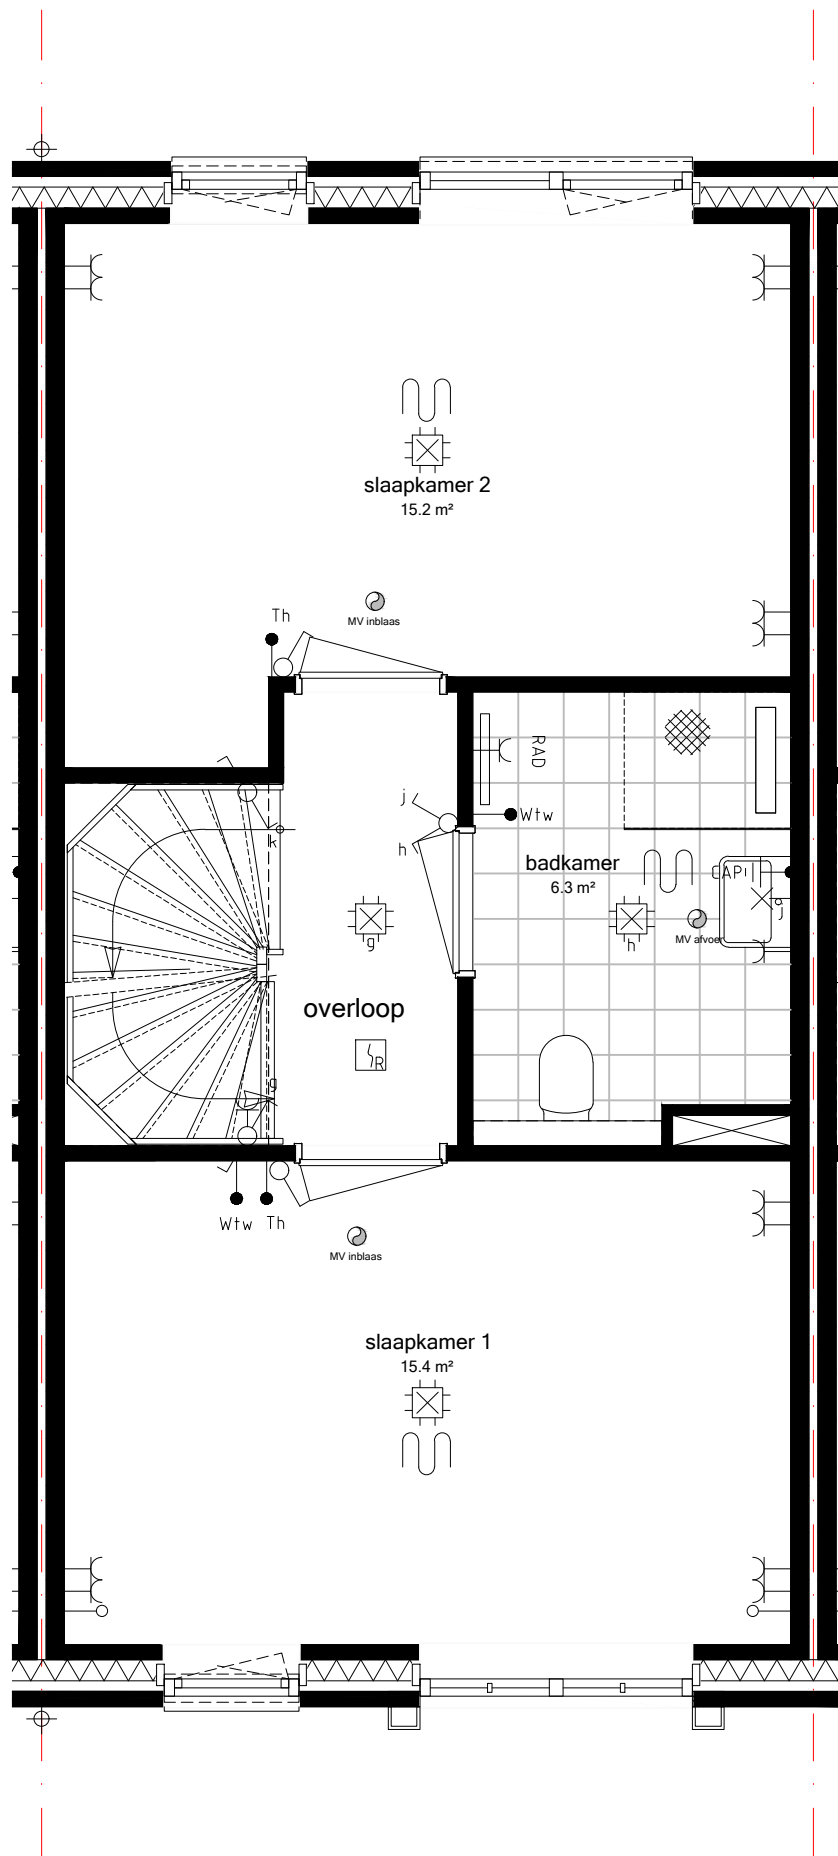 slaapkamer 2
15.2 m²
Th
MV inblaas
RAD
j
Wtw
k
h
badkamer
6.3 m²
CAP
j
g
h
MV afvoer
overloop
R
g
Wtw Th
MV inblaas
slaapkamer 1
15.4 m²